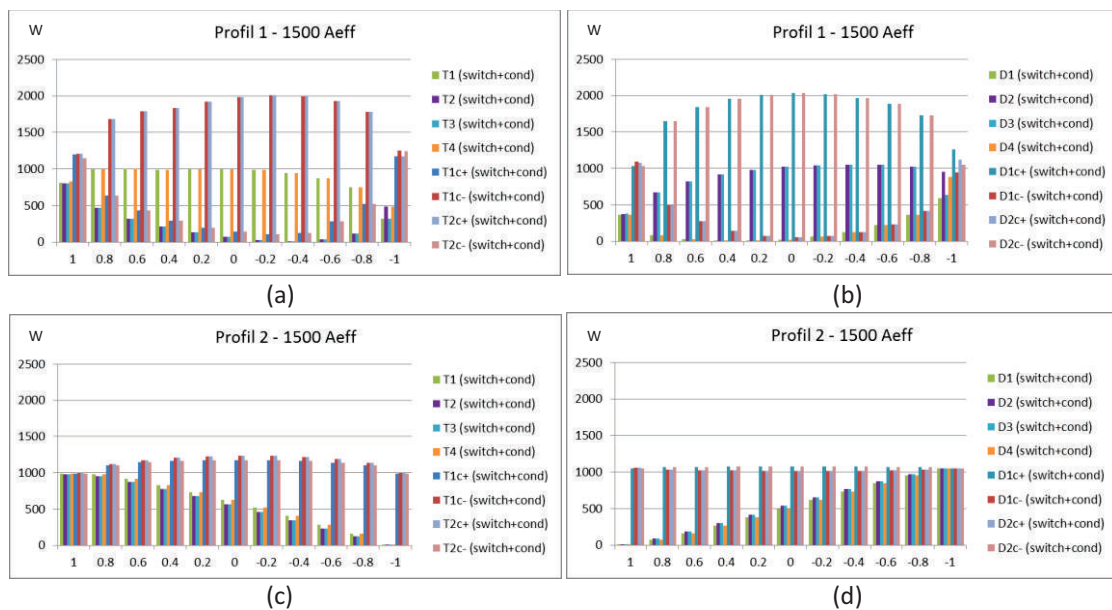 W
Profil 1 - 1500 Aeff
2500
2000
1500
1000
500
0
1 0.8 0.6 0.4 0.2 0 -0.2 -0.4 -0.6 -0.8 -1
T1 (switch+cond)
T2 (switch+cond)
T3 (switch+cond)
T4 (switch+cond)
T1c+ (switch+cond)
T1c- (switch+cond)
T2c+ (switch+cond)
T2c- (switch+cond)
(a)
W
Profil 1 - 1500 Aeff
2500
2000
1500
1000
500
0
1 0.8 0.6 0.4 0.2 0 -0.2 -0.4 -0.6 -0.8 -1
D1 (switch+cond)
D2 (switch+cond)
D3 (switch+cond)
D4 (switch+cond)
D1c+ (switch+cond)
D1c- (switch+cond)
D2c+ (switch+cond)
D2c- (switch+cond)
(b)
W
Profil 2 - 1500 Aeff
2500
2000
1500
1000
500
0
1 0.8 0.6 0.4 0.2 0 -0.2 -0.4 -0.6 -0.8 -1
T1 (switch+cond)
T2 (switch+cond)
T3 (switch+cond)
T4 (switch+cond)
T1c+ (switch+cond)
T1c- (switch+cond)
T2c+ (switch+cond)
T2c- (switch+cond)
(c)
W
Profil 2 - 1500 Aeff
2500
2000
1500
1000
500
0
1 0.8 0.6 0.4 0.2 0 -0.2 -0.4 -0.6 -0.8 -1
D1 (switch+cond)
D2 (switch+cond)
D3 (switch+cond)
D4 (switch+cond)
D1c+ (switch+cond)
D1c- (switch+cond)
D2c+ (switch+cond)
D2c- (switch+cond)
(d)